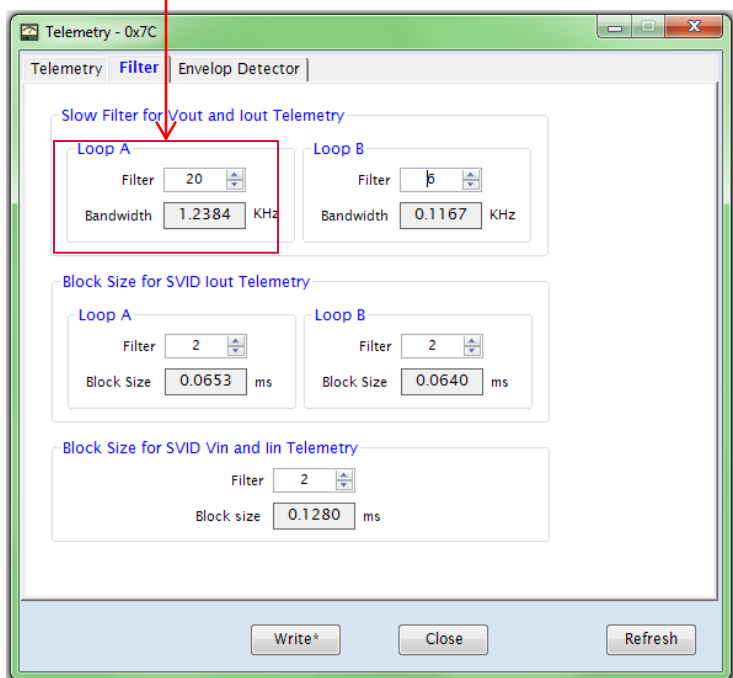 Telemetry - 0x7C
Telemetry Filter Envelop Detector
Slow Filter for Vout and Iout Telemetry
Loop A Loop B
Filter 20 Filter 6
Bandwidth 1.2384 KHz Bandwidth 0.1167 KHz
Block Size for SVID Iout Telemetry
Loop A Loop B
Filter 2 Filter 2
Block Size 0.0653 ms Block Size 0.0640 ms
Block Size for SVID Vin and Iin Telemetry
Filter 2
Block size 0.1280 ms
Write* Close Refresh